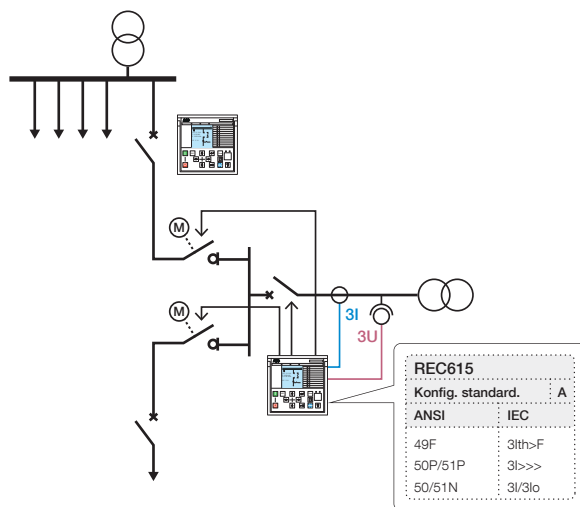 M
M
3I
3U
REC615
Konfig. standard. A
ANSI IEC
49F 3Ith>F
50P/51P 3I>>>
50/51N 3I/3Io